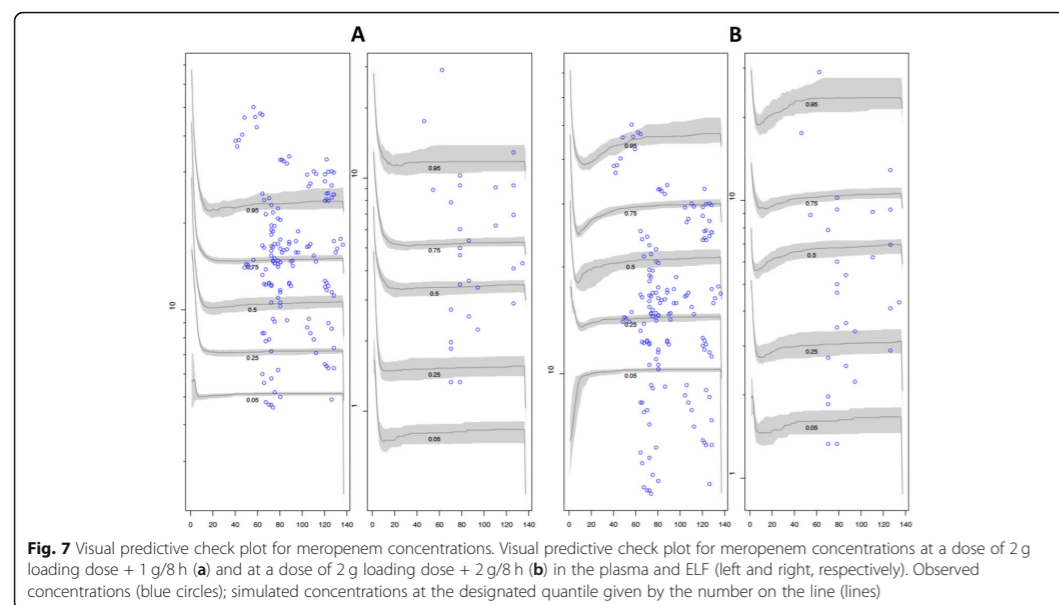 A
B
0.95
0.75
0.5
0.25
0.05
10
0 20 40 60 80 100 120 140
0.95
0.75
0.5
0.25
0.05
10
1
0 20 40 60 80 100 120 140
0.95
0.75
0.5
0.25
0.05
10
0 20 40 60 80 100 120 140
0.95
0.75
0.5
0.25
0.05
10
1
0 20 40 60 80 100 120 140
Fig. 7 Visual predictive check plot for meropenem concentrations. Visual predictive check plot for meropenem concentrations at a dose of 2 g
loading dose + 1 g/8 h (a) and at a dose of 2 g loading dose + 2 g/8 h (b) in the plasma and ELF (left and right, respectively). Observed
concentrations (blue circles); simulated concentrations at the designated quantile given by the number on the line (lines)